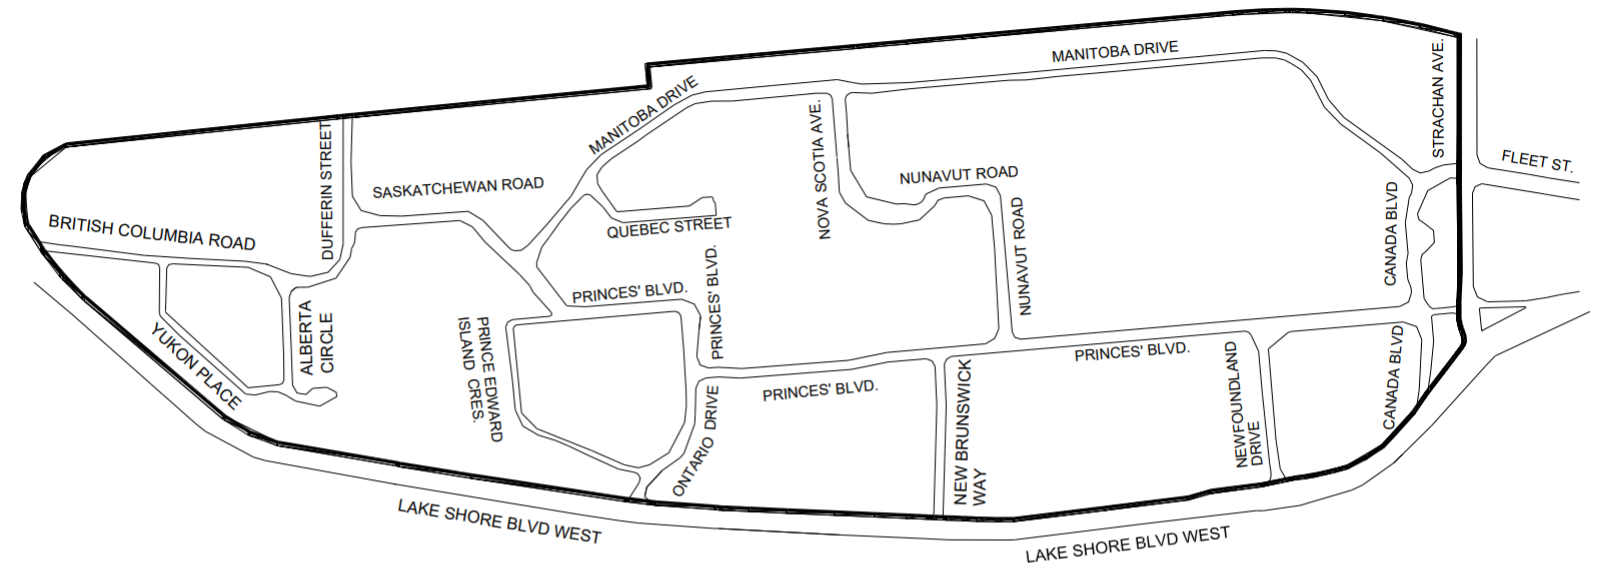 MANITOBA DRIVE
STRACHAN AVE.
FLEET ST.
MANITOBA DRIVE
NOVA SCOTIA AVE.
DUFFERIN STREET
SASKATCHEWAN ROAD
NUNAVUT ROAD
CANADA BLVD
BRITISH COLUMBIA ROAD
QUEBEC STREET
NUNAVUT ROAD
PRINCES' BLVD.
PRINCES' BLVD.
ALBERTA
CIRCLE
YUKON PLACE
PRINCE EDWARD
ISLAND CRES.
PRINCES' BLVD.
PRINCES' BLVD.
CANADA BLVD
NEWFOUNDLAND
DRIVE
ONTARIO DRIVE
NEW BRUNSWICK
WAY
LAKE SHORE BLVD WEST
LAKE SHORE BLVD WEST